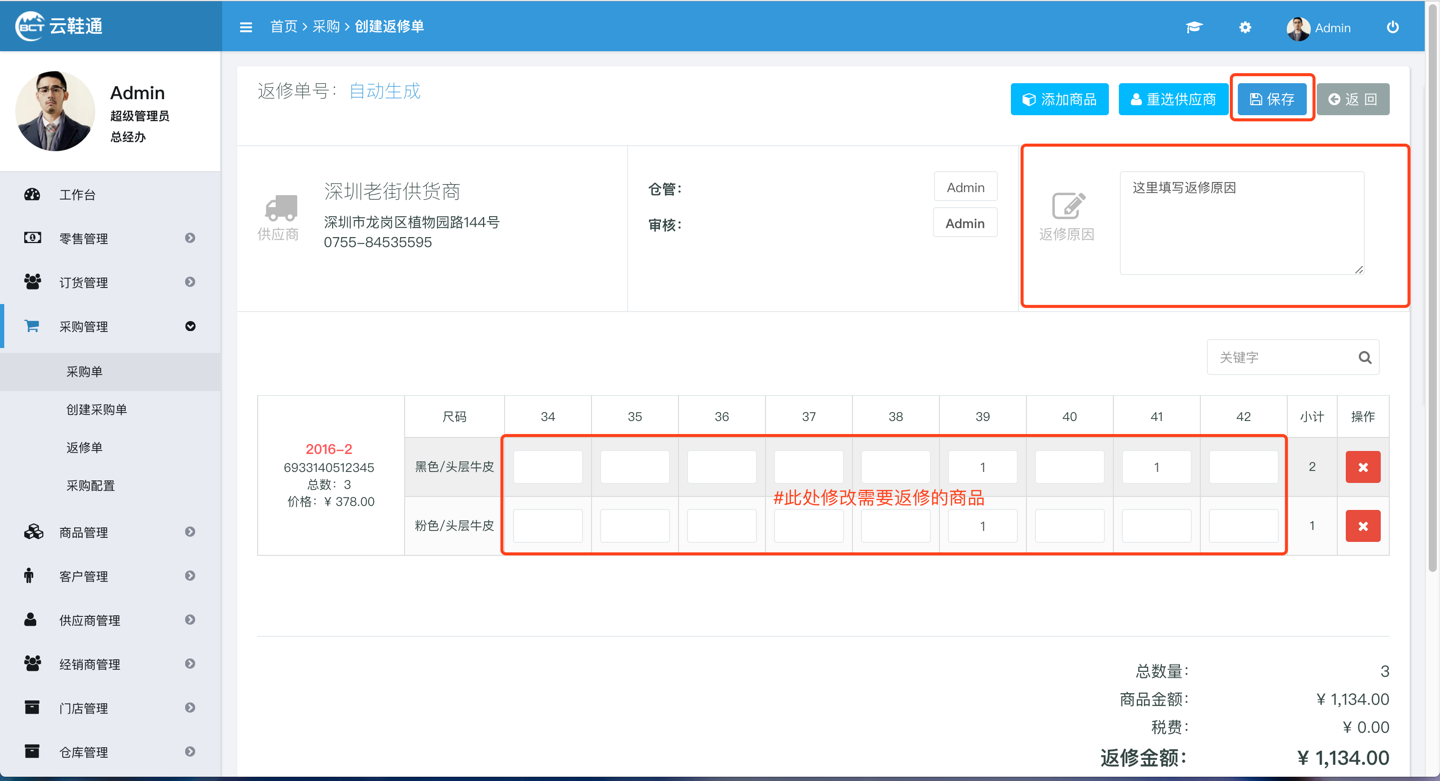 BCT 云鞋通
首页 > 采购 > 创建返修单
Admin
Admin
超级管理员
总经办
工作台
零售管理
订货管理
采购管理
采购单
创建采购单
返修单
采购配置
商品管理
客户管理
供应商管理
经销商管理
门店管理
仓库管理
返修单号：自动生成
添加商品
重选供应商
保存
返 回
供应商
深圳老街供货商
深圳市龙岗区植物园路144号
0755-84535595
仓管： Admin
审核： Admin
返修原因
这里填写返修原因
关键字
2016-2
6933140512345
总数：3
价格：¥ 378.00
尺码 34 35 36 37 38 39 40 41 42 小计 操作
黑色/头层牛皮 1 1 2
#此处修改需要返修的商品
粉色/头层牛皮 1 1
总数量： 3
商品金额： ¥ 1,134.00
税费： ¥ 0.00
返修金额： ¥ 1,134.00